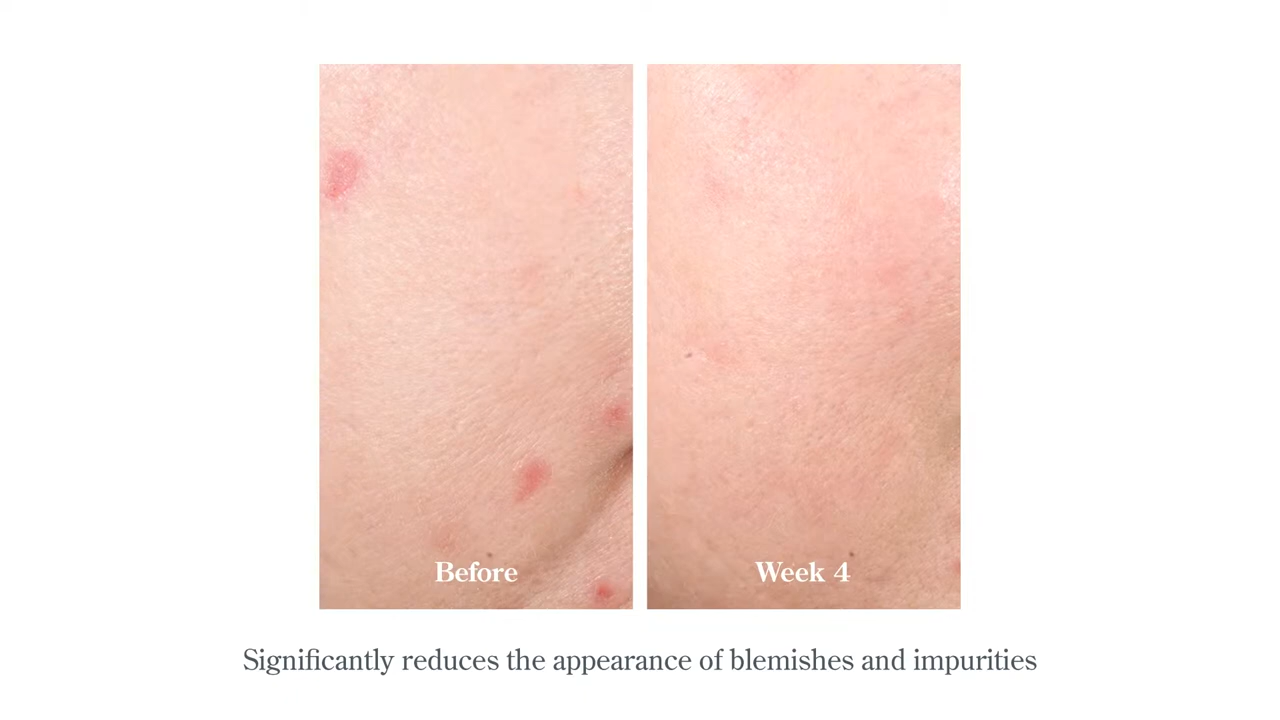 Before
Week 4
Significantly reduces the appearance of blemishes and impurities